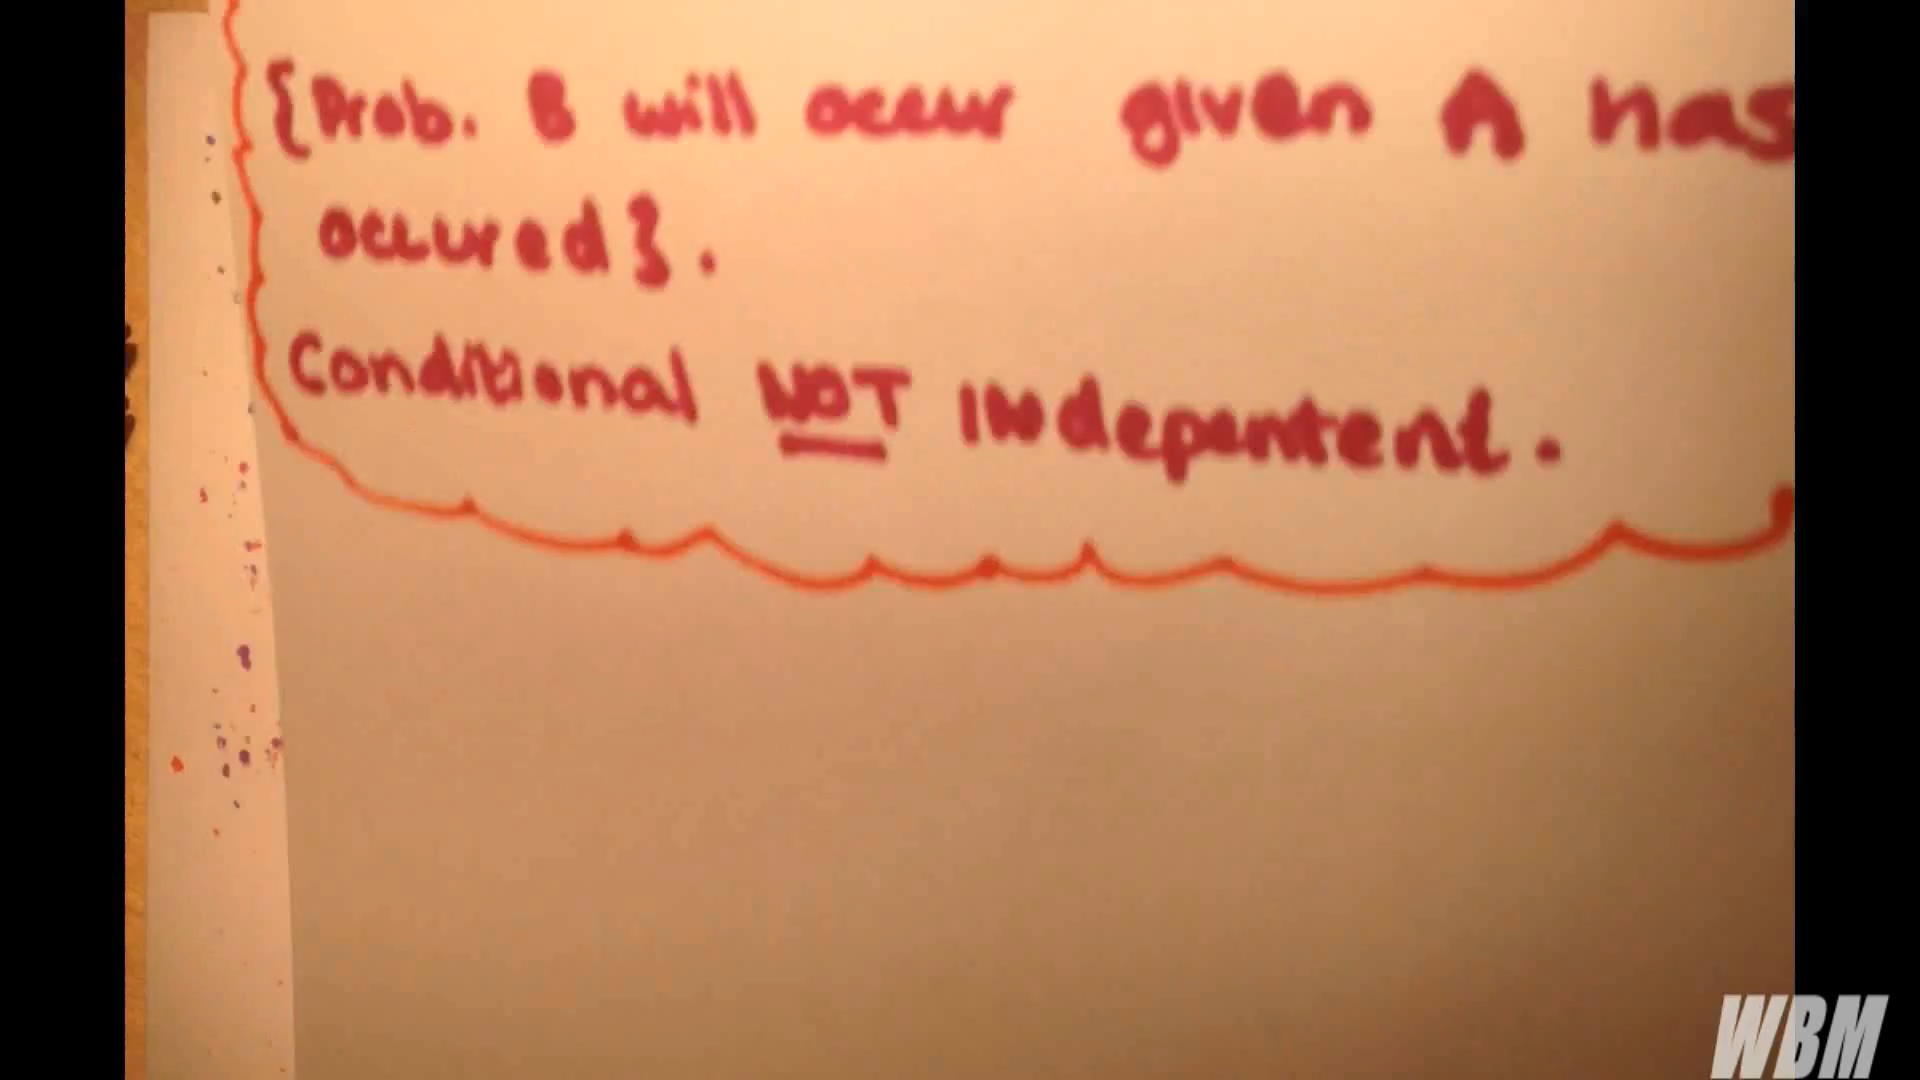 {Prob. B will occur given A has
occured}.
Conditional NOT Indepentent.
WBM